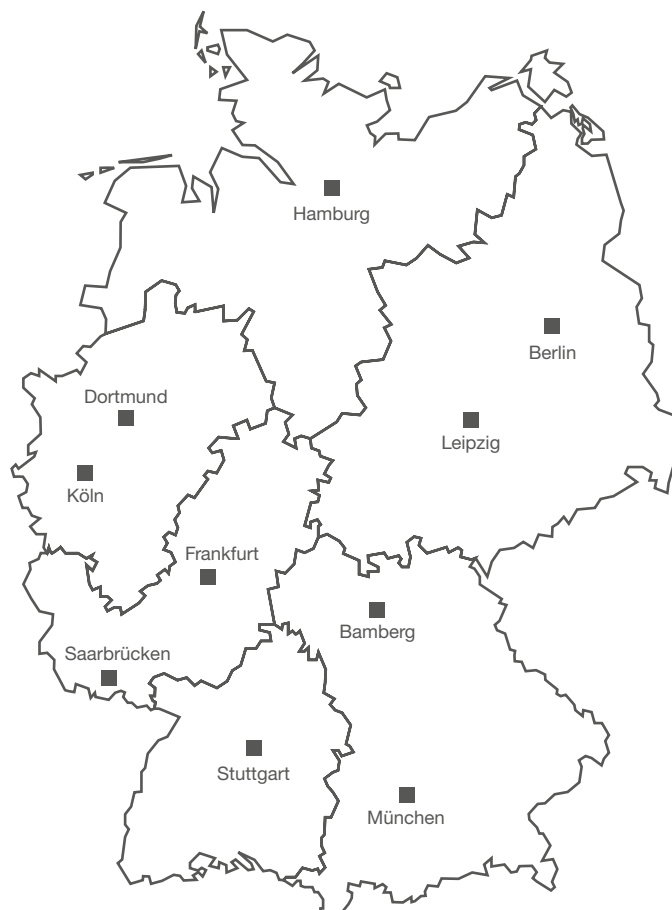 Hamburg
Berlin
Dortmund
Leipzig
Köln
Frankfurt
Bamberg
Saarbrücken
Stuttgart
München